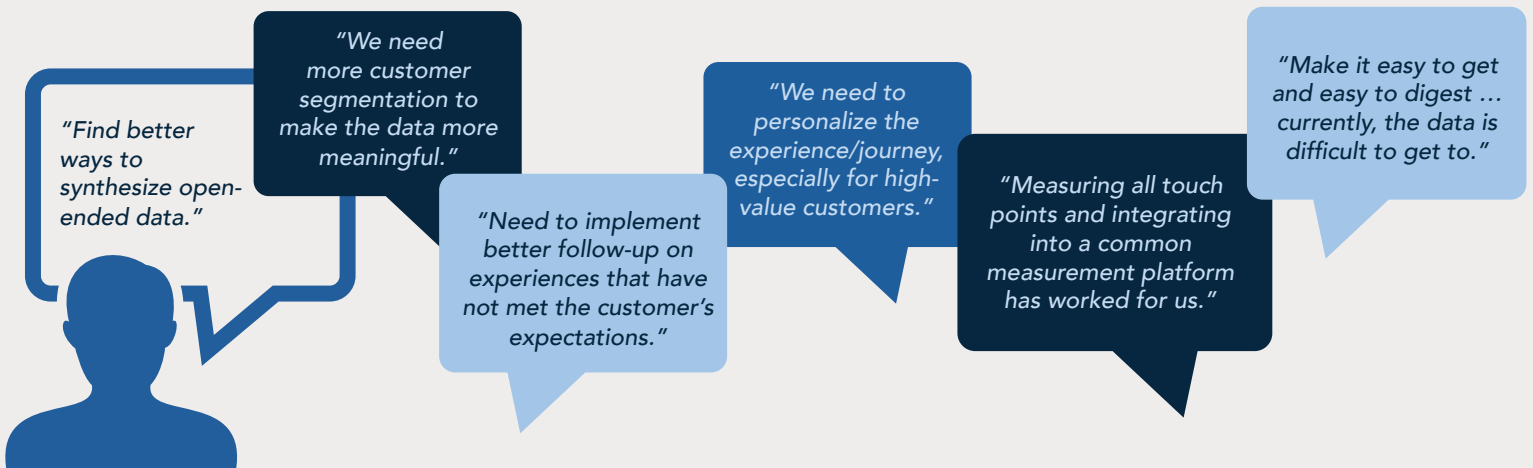 “Find better
ways to
synthesize open-
ended data.”
“We need
more customer
segmentation to
make the data more
meaningful.”
“Need to implement
better follow-up on
experiences that have
not met the customer’s
expectations.”
“We need to
personalize the
experience/journey,
especially for high-
value customers.”
“Measuring all touch
points and integrating
into a common
measurement platform
has worked for us.”
“Make it easy to get
and easy to digest …
currently, the data is
difficult to get to.”